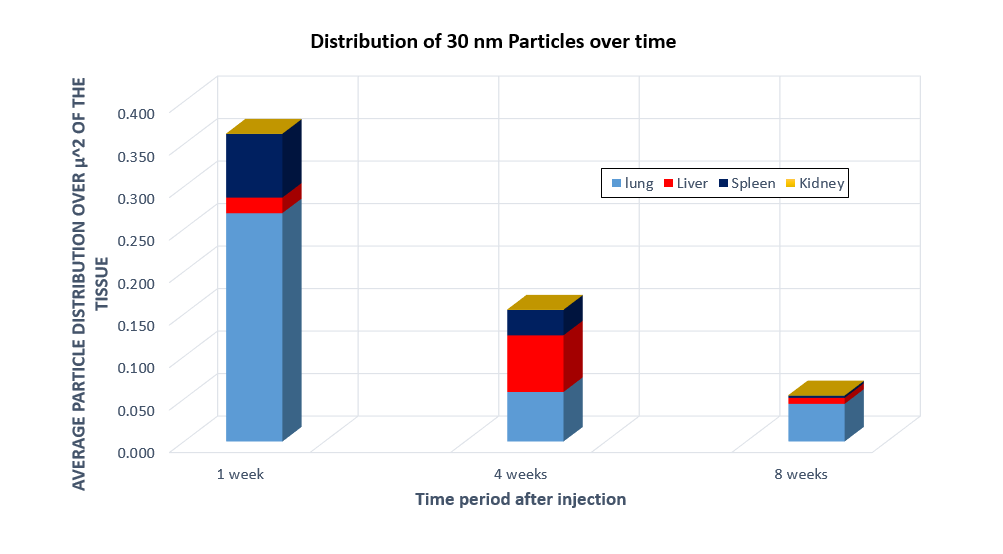 Distribution of 30 nm Particles over time
AVERAGE PARTICLE DISTRIBUTION OVER µ^2 OF THE
TISSUE
0.400
0.350
0.300
0.250
0.200
0.150
0.100
0.050
0.000
lung Liver Spleen Kidney
1 week 4 weeks 8 weeks
Time period after injection